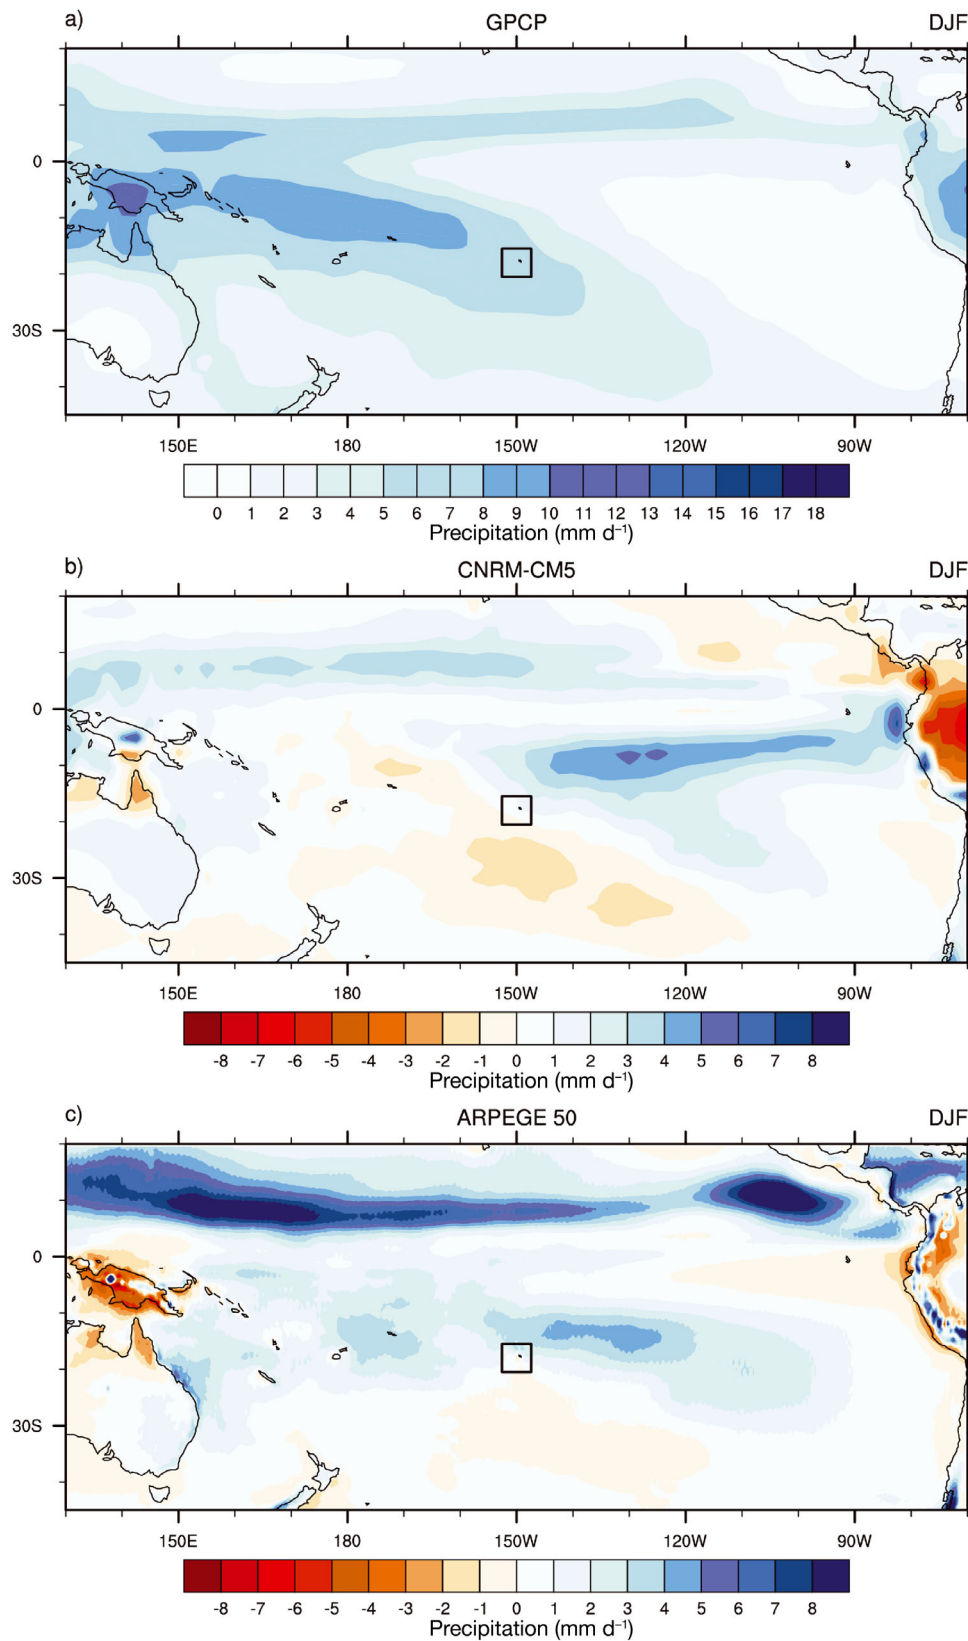 a) GPCP DJF
0
30S
150E 180 150W 120W 90W
0 1 2 3 4 5 6 7 8 9 10 11 12 13 14 15 16 17 18
Precipitation (mm d⁻¹)
b) CNRM-CM5 DJF
0
30S
150E 180 150W 120W 90W
-8 -7 -6 -5 -4 -3 -2 -1 0 1 2 3 4 5 6 7 8
Precipitation (mm d⁻¹)
c) ARPEGE 50 DJF
0
30S
150E 180 150W 120W 90W
-8 -7 -6 -5 -4 -3 -2 -1 0 1 2 3 4 5 6 7 8
Precipitation (mm d⁻¹)